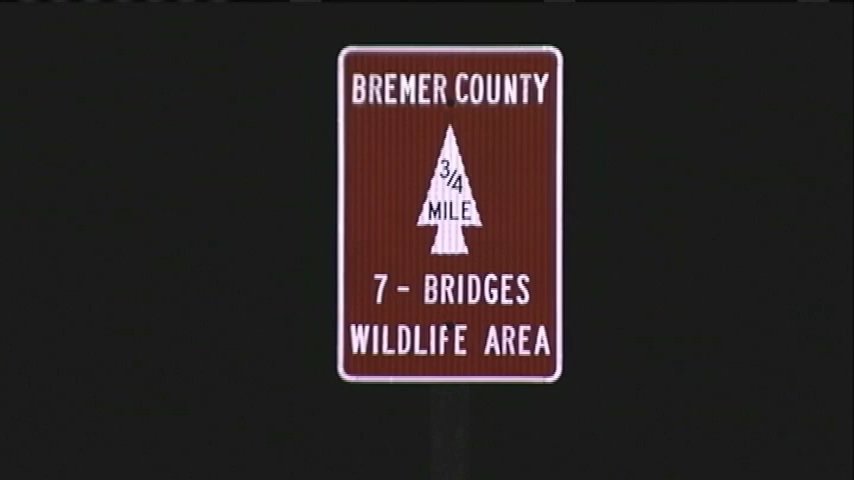 BREMER COUNTY
3/4
MILE
7 - BRIDGES
WILDLIFE AREA